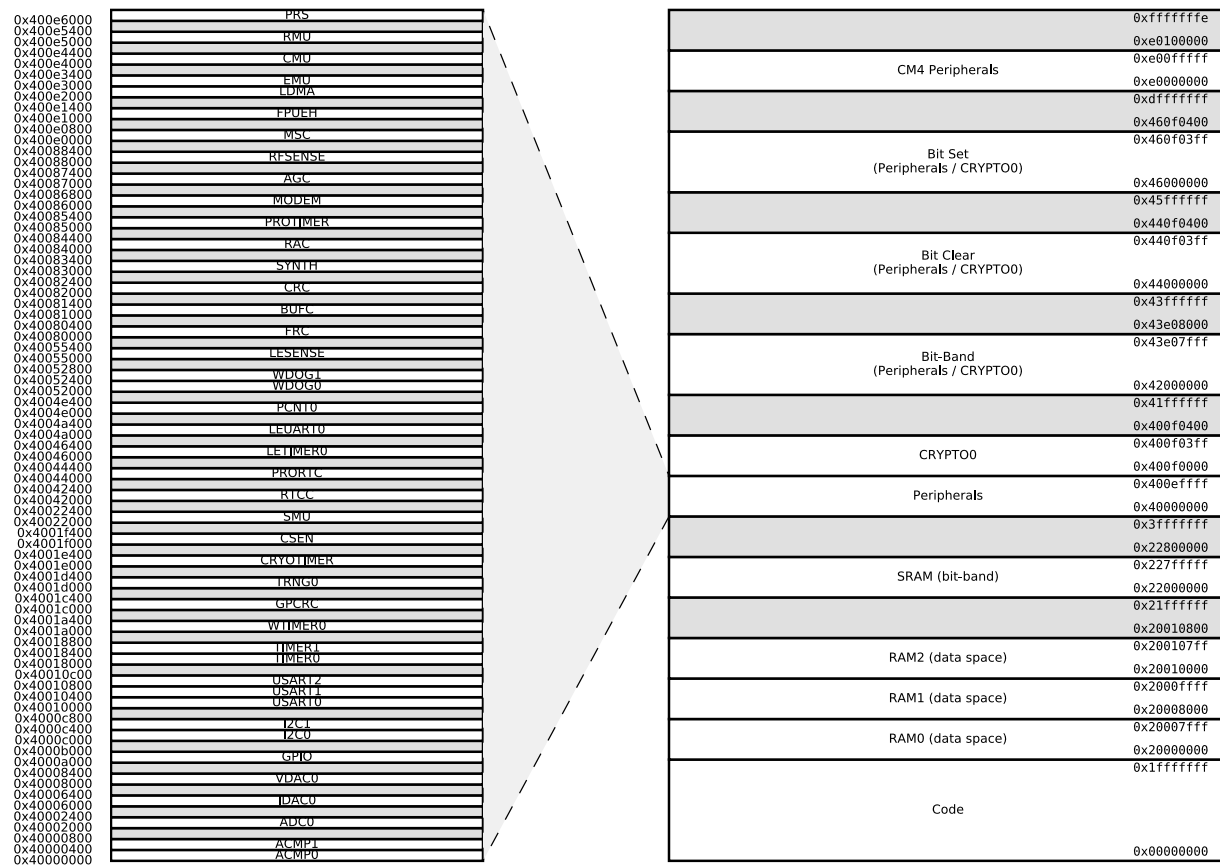 0x400e6000
PRS
0x400e5400
RMU
0x400e5000
0x400e4400
CMU
0x400e4000
0x400e3400
EMU
0x400e3000
LDMA
0x400e2000
0x400e1400
FPUEH
0x400e1000
0x400e0800
MSC
0x400e0000
0x40088400
RFSENSE
0x40088000
0x40087400
AGC
0x40087000
0x40086800
MODEM
0x40086000
0x40085400
PROTIMER
0x40085000
0x40084400
RAC
0x40084000
0x40083400
SYNTH
0x40083000
0x40082400
CRC
0x40082000
0x40081400
BUFC
0x40081000
0x40080400
FRC
0x40080000
0x40055400
LESENSE
0x40055000
0x40052800
WDOG1
0x40052400
WDOG0
0x40052000
0x4004e400
PCNT0
0x4004e000
0x4004a400
LEUART0
0x4004a000
0x40046400
LETIMER0
0x40046000
0x40044400
PRORTC
0x40044000
0x40042400
RTCC
0x40042000
0x40022400
SMU
0x40022000
0x4001f400
CSEN
0x4001f000
0x4001e400
CRYOTIMER
0x4001e000
0x4001d400
TRNG0
0x4001d000
0x4001c400
GPCRC
0x4001c000
0x4001a400
WTIMER0
0x4001a000
0x40018800
TIMER1
0x40018400
TIMER0
0x40018000
0x40010c00
USART2
0x40010800
USART1
0x40010400
USART0
0x40010000
0x4000c800
I2C1
0x4000c400
I2C0
0x4000c000
0x4000b000
GPIO
0x4000a000
0x40008400
VDAC0
0x40008000
0x40006400
IDAC0
0x40006000
0x40002400
ADC0
0x40002000
0x40000800
ACMP1
0x40000400
ACMP0
0x40000000
0xfffffffe
0xe0100000
0xe00fffff
CM4 Peripherals
0xe0000000
0xdfffffff
0x460f0400
0x460f03ff
Bit Set
(Peripherals / CRYPTO0)
0x46000000
0x45ffffff
0x440f0400
0x440f03ff
Bit Clear
(Peripherals / CRYPTO0)
0x44000000
0x43ffffff
0x43e08000
0x43e07fff
Bit-Band
(Peripherals / CRYPTO0)
0x42000000
0x41ffffff
0x400f0400
0x400f03ff
CRYPTO0
0x400f0000
0x400effff
Peripherals
0x40000000
0x3fffffff
0x22800000
0x227fffff
SRAM (bit-band)
0x22000000
0x21ffffff
0x20010800
0x200107ff
RAM2 (data space)
0x20010000
0x2000ffff
RAM1 (data space)
0x20008000
0x20007fff
RAM0 (data space)
0x20000000
0x1fffffff
Code
0x00000000